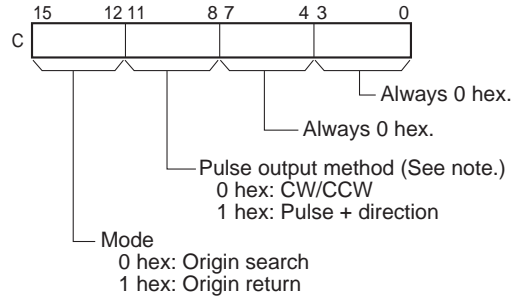 15 12 11 8 7 4 3 0
C
Always 0 hex.
Always 0 hex.
Pulse output method (See note.)
0 hex: CW/CCW
1 hex: Pulse + direction
Mode
0 hex: Origin search
1 hex: Origin return